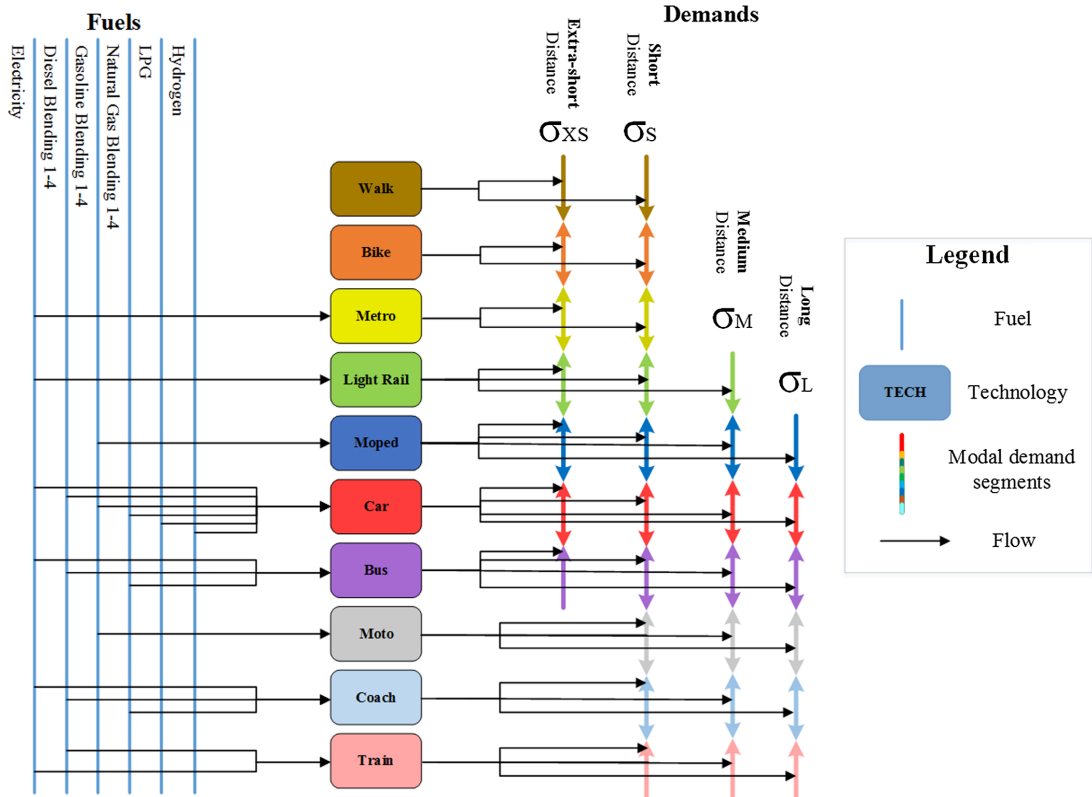 Fuels
Demands
Electricity
Diesel Blending 1-4
Gasoline Blending 1-4
Natural Gas Blending 1-4
LPG
Hydrogen
Extra-short
Distance
Short
Distance
σXS
σS
Medium
Distance
σM
Long
Distance
σL
Walk
Bike
Metro
Light Rail
Moped
Car
Bus
Moto
Coach
Train
Legend
Fuel
TECH
Technology
Modal demand
segments
Flow